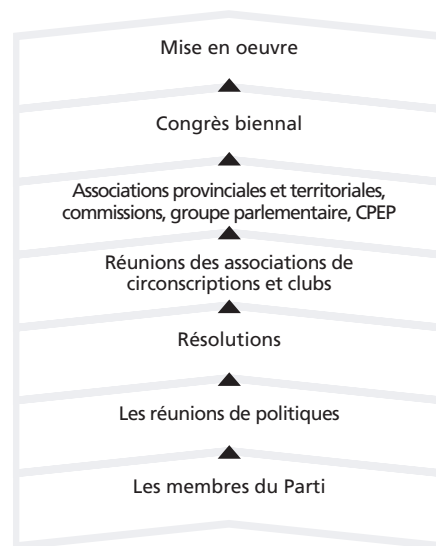 Mise en oeuvre
Congrès biennal
Associations provinciales et territoriales,
commissions, groupe parlementaire, CPEP
Réunions des associations de
circonscriptions et clubs
Résolutions
Les réunions de politiques
Les membres du Parti